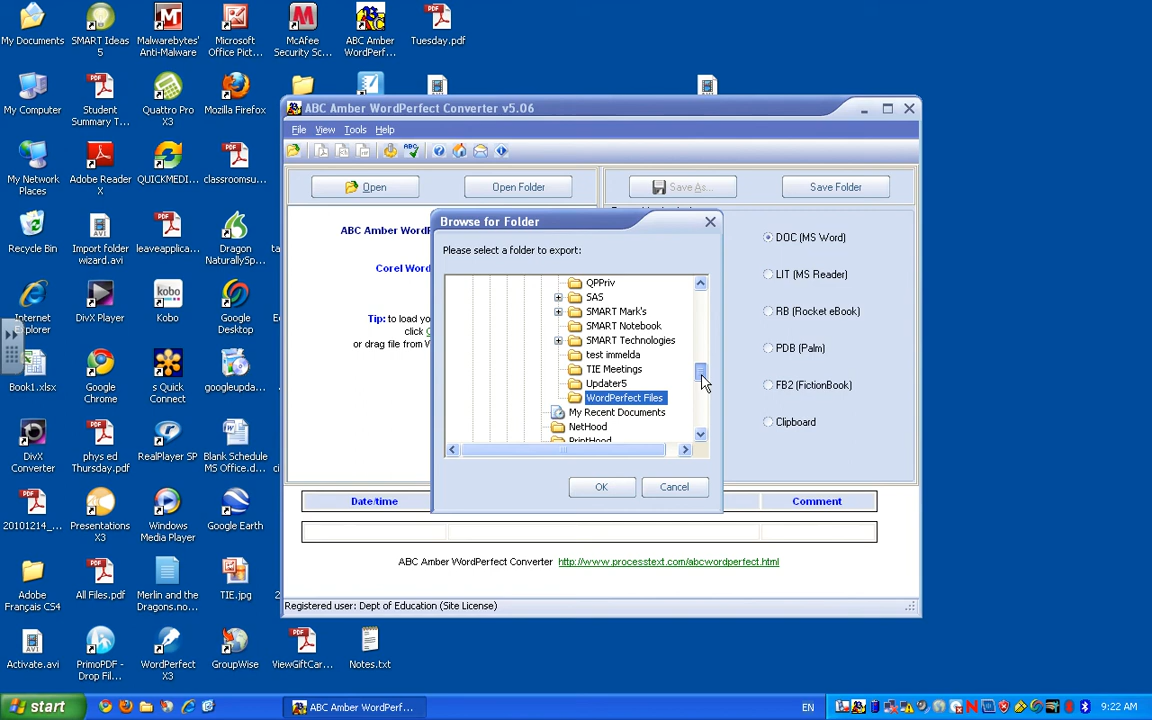 My Documents
SMART Ideas 5
Malwarebytes' Anti-Malware
Microsoft Office Pict...
McAfee Security Sc...
ABC Amber WordPerf...
Tuesday.pdf
My Computer
Student Summary T...
Quattro Pro X3
Mozilla Firefox
My Network Places
Adobe Reader X
QUICKMEDI...
classroomsu...
Recycle Bin
Import folder wizard.avi
leaveapplica...
Dragon NaturallySp...
Internet Explorer
DivX Player
Kobo
Google Desktop
Book1.xlsx
Google Chrome
s Quick Connect
googleupda...
DivX Converter
phys ed Thursday.pdf
RealPlayer SP
Blank Schedule MS Office.d...
20101214_...
Presentations X3
Windows Media Player
Google Earth
Adobe Français CS4
All Files.pdf
Merlin and the Dragons.no...
TIE.jpg
Activate.avi
PrimoPDF - Drop Fil...
WordPerfect X3
GroupWise
ViewGiftCar...
Notes.txt
ABC Amber WordPerfect Converter v5.06
File View Tools Help
Open
Open Folder
Save As...
Save Folder
ABC Amber WordP
Corel Word
Tip: to load yo
click
or drag file from W
DOC (MS Word)
LIT (MS Reader)
RB (Rocket eBook)
PDB (Palm)
FB2 (FictionBook)
Clipboard
Browse for Folder
Please select a folder to export:
QPPriv
SAS
SMART Mark's
SMART Notebook
SMART Technologies
test immelda
TIE Meetings
Updater5
WordPerfect Files
My Recent Documents
NetHood
PrintHood
OK
Cancel
Date/time
Comment
ABC Amber WordPerfect Converter http://www.processtext.com/abcwordperfect.html
Registered user: Dept of Education (Site License)
start
ABC Amber WordPerf...
EN
9:22 AM